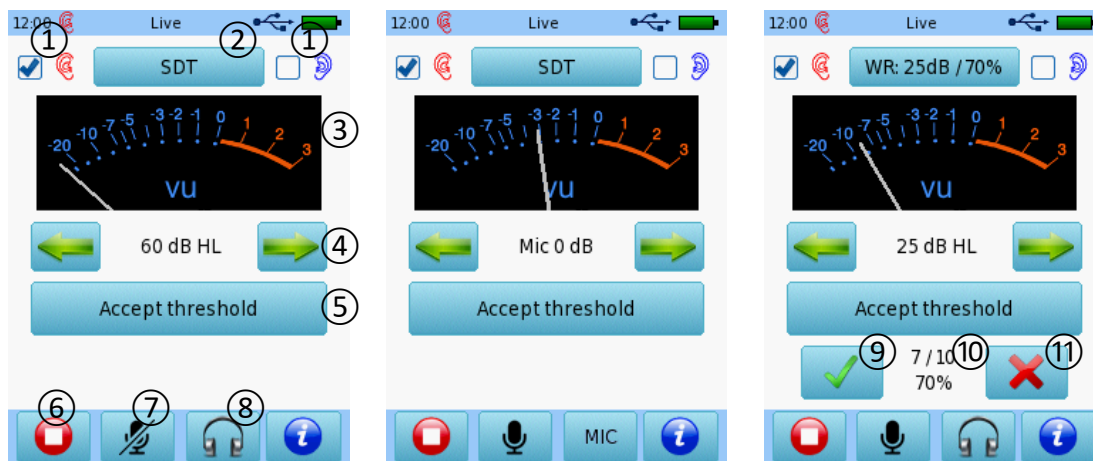 12:00 Live
① ② ①
SDT
-20 -10 -7 -5 -3 -2 -1 0 1 2 3
③
vu
60 dB HL ④
Accept threshold ⑤
⑥ ⑦ ⑧
i
12:00 Live
SDT
-20 -10 -7 -5 -3 -2 -1 0 1 2 3
vu
Mic 0 dB
Accept threshold
MIC i
12:00 Live
WR: 25dB / 70%
-20 -10 -7 -5 -3 -2 -1 0 1 2 3
vu
25 dB HL
Accept threshold
⑨ 7 / 10 ⑩ ⑪
70%
i